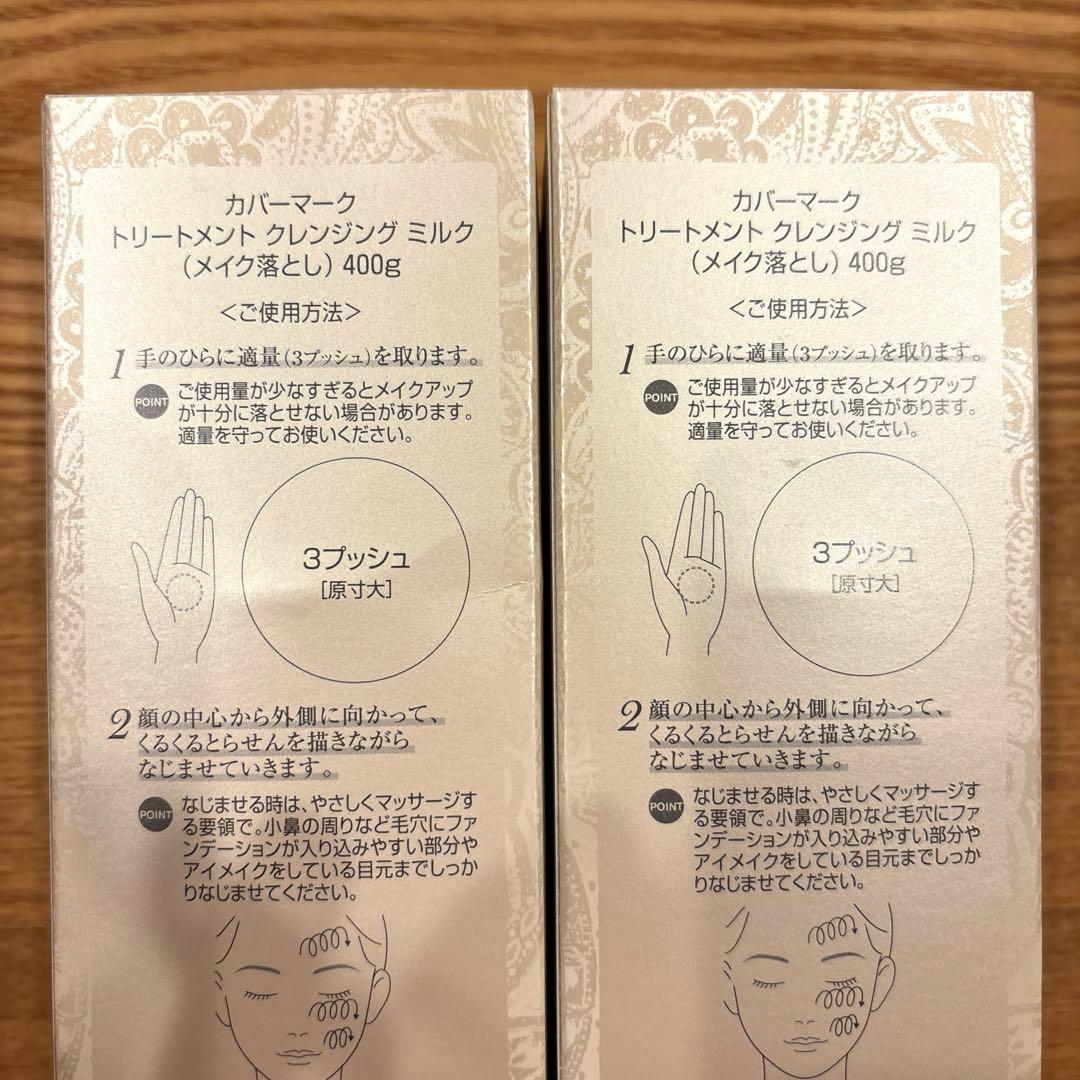 カバーマーク
トリートメント クレンジング ミルク
(メイク落とし) 400g
<ご使用方法>
1 手のひらに適量(3プッシュ)を取ります。
POINT ご使用量が少なすぎるとメイクアップ
が十分に落とせない場合があります。
適量を守ってお使いください。
3プッシュ
[原寸大]
2 顔の中心から外側に向かって、
くるくるとらせんを描きながら
なじませていきます。
POINT なじませる時は、やさしくマッサージす
る要領で。小鼻の周りなど毛穴にファ
ンデーションが入り込みやすい部分や
アイメイクをしている目元までしっか
りなじませてください。
カバーマーク
トリートメント クレンジング ミルク
(メイク落とし) 400g
<ご使用方法>
1 手のひらに適量(3プッシュ)を取ります。
POINT ご使用量が少なすぎるとメイクアップ
が十分に落とせない場合があります。
適量を守ってお使いください。
3プッシュ
[原寸大]
2 顔の中心から外側に向かって、
くるくるとらせんを描きながら
なじませていきます。
POINT なじませる時は、やさしくマッサージす
る要領で。小鼻の周りなど毛穴にファ
ンデーションが入り込みやすい部分や
アイメイクをしている目元までしっか
りなじませてください。